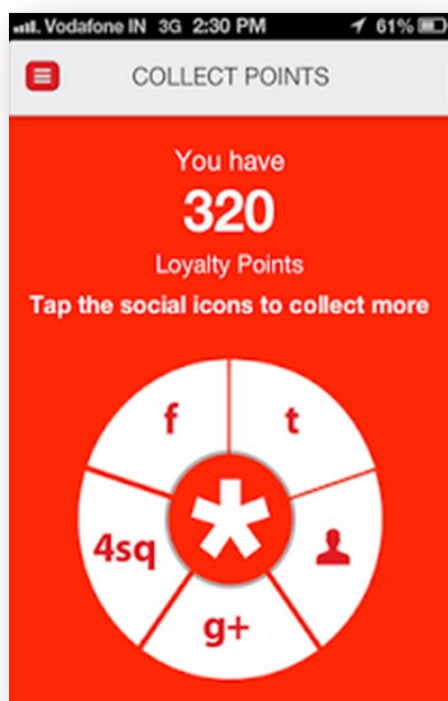 Vodafone IN 3G 2:30 PM 61%
COLLECT POINTS
You have
320
Loyalty Points
Tap the social icons to collect more
f t
4sq
g+